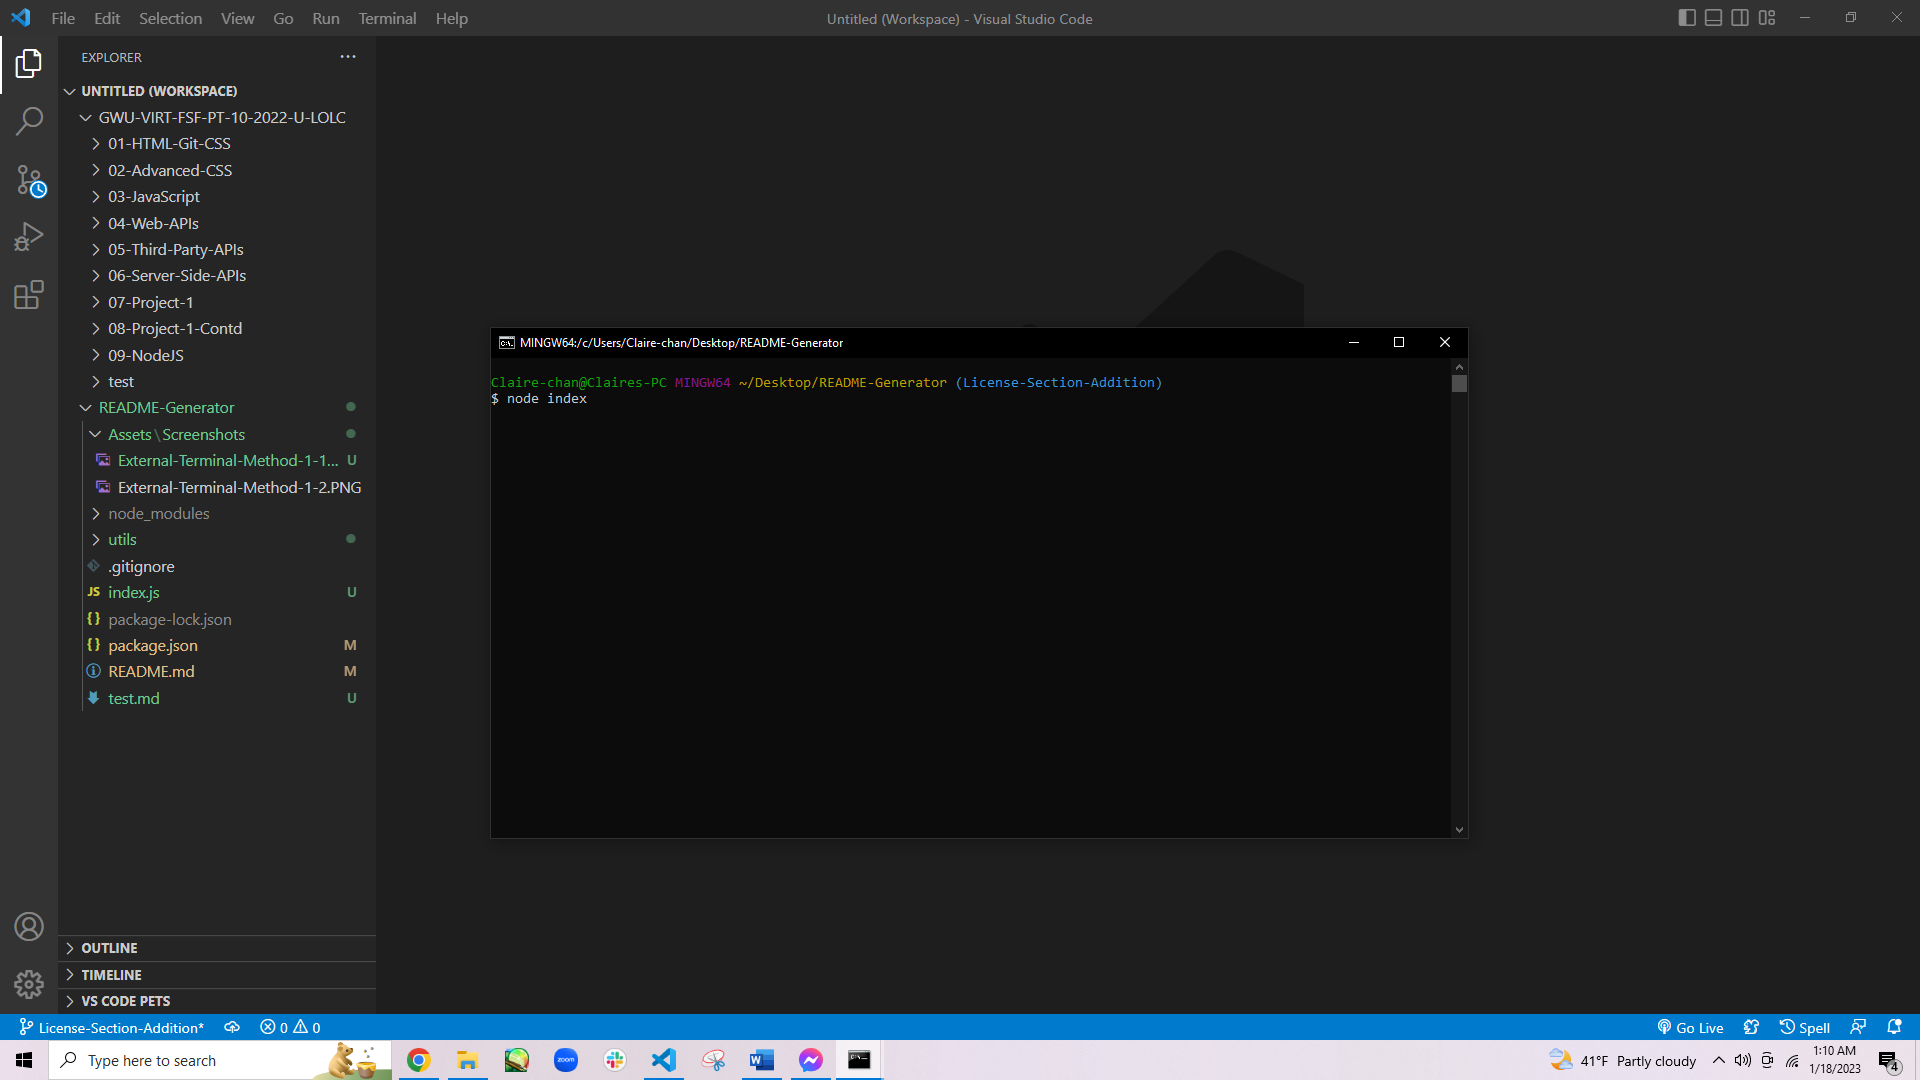 File Edit Selection View Go Run Terminal Help
Untitled (Workspace) - Visual Studio Code
EXPLORER
UNTITLED (WORKSPACE)
GWU-VIRT-FSF-PT-10-2022-U-LOLC
01-HTML-Git-CSS
02-Advanced-CSS
03-JavaScript
04-Web-APIs
05-Third-Party-APIs
06-Server-Side-APIs
07-Project-1
08-Project-1-Contd
09-NodeJS
test
README-Generator
Assets\Screenshots
External-Terminal-Method-1-1... U
External-Terminal-Method-1-2.PNG
node_modules
utils
.gitignore
JS index.js U
{} package-lock.json
{} package.json M
README.md M
test.md U
OUTLINE
TIMELINE
VS CODE PETS
MINGW64:/c/Users/Claire-chan/Desktop/README-Generator
Claire-chan@Claires-PC MINGW64 ~/Desktop/README-Generator (License-Section-Addition)
$ node index
License-Section-Addition* 0 0
Go Live Spell
Type here to search
zoom
41°F Partly cloudy
1:10 AM
1/18/2023
4